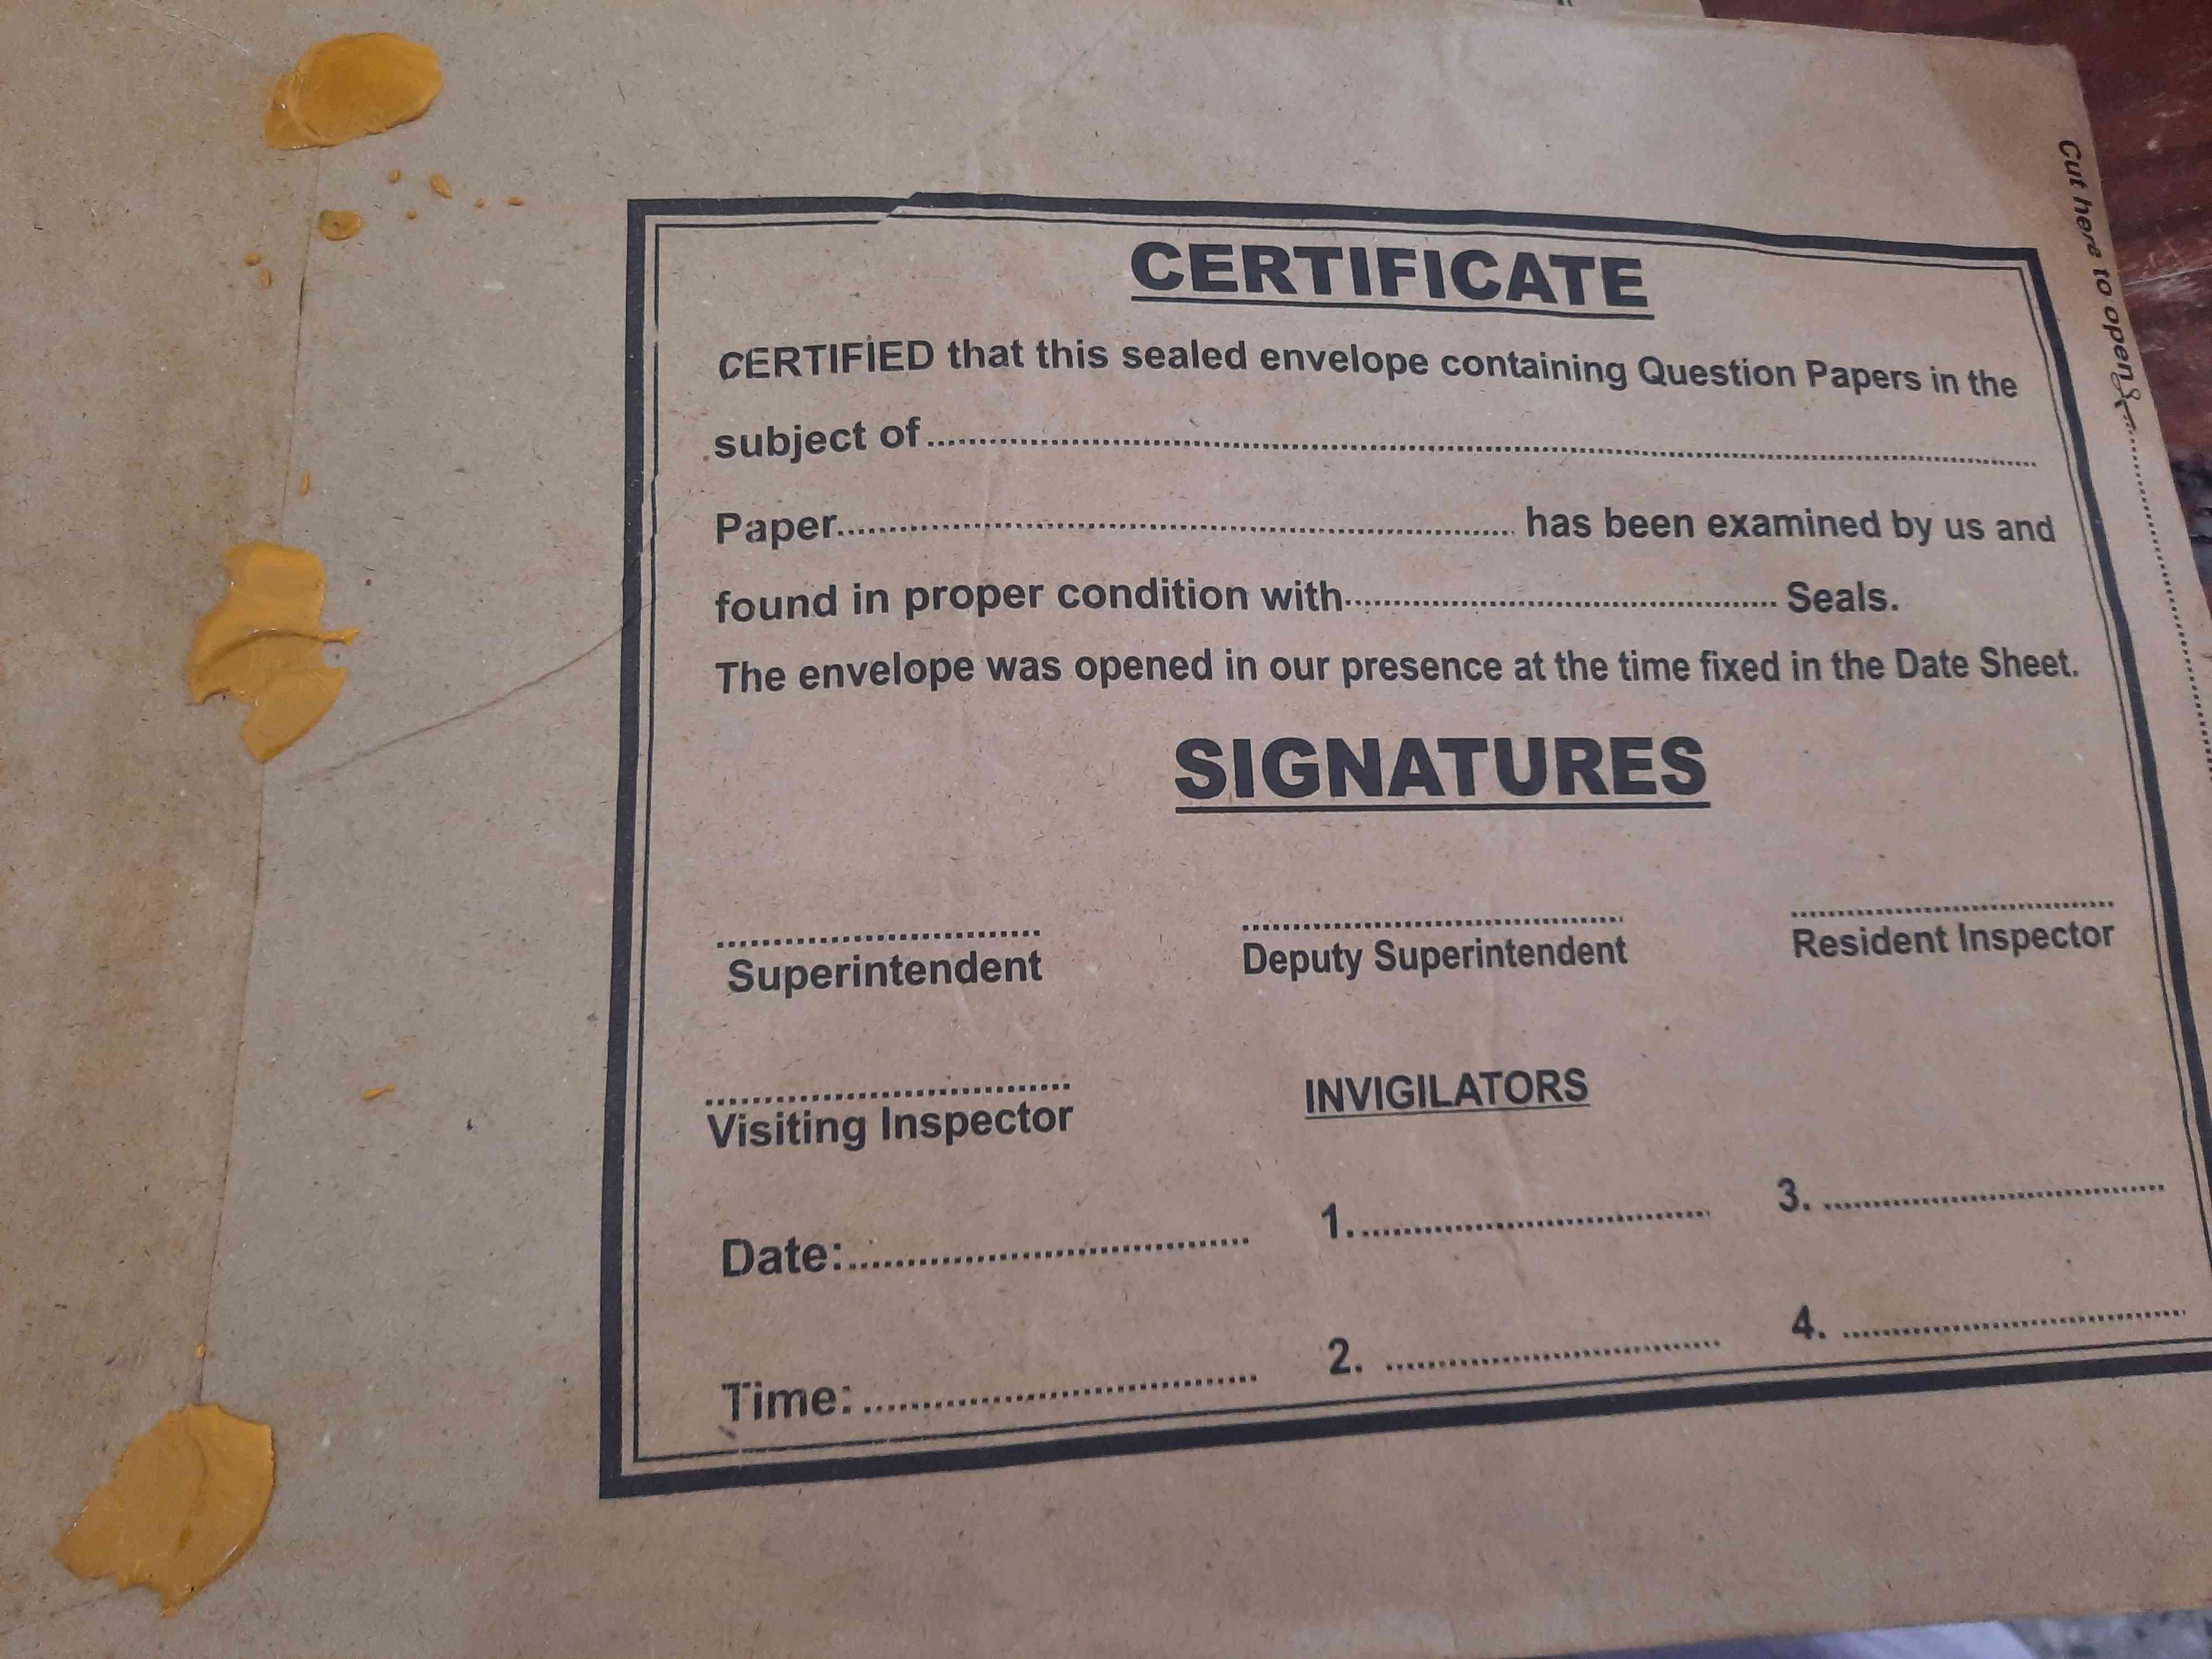 CERTIFICATE
CERTIFIED that this sealed envelope containing Question Papers in the
subject of
Paper has been examined by us and
found in proper condition with Seals.
The envelope was opened in our presence at the time fixed in the Date Sheet.
SIGNATURES
Superintendent Deputy Superintendent Resident Inspector
Visiting Inspector INVIGILATORS
Date: 1. 3.
Time: 2. 4.
Cut here to open